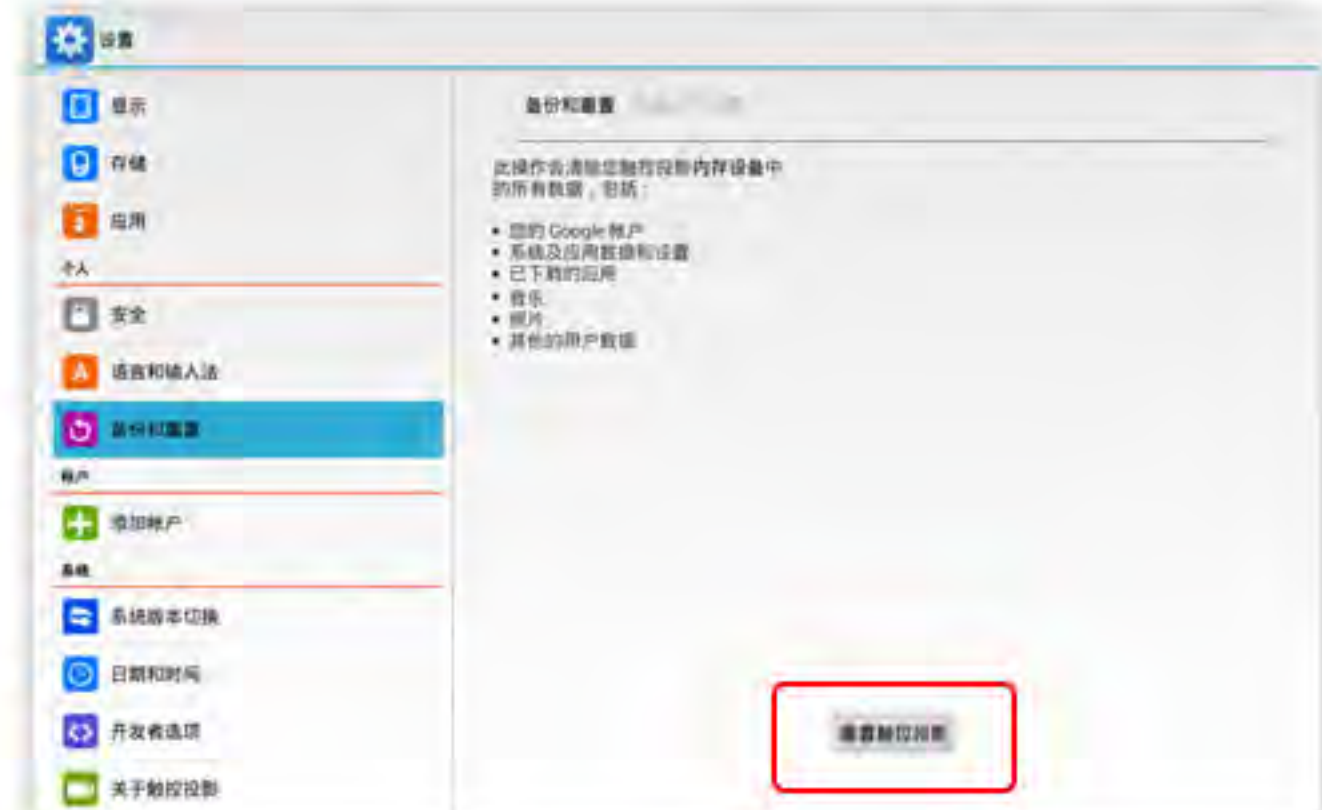 设置
显示
存储
应用
个人
安全
语言和输入法
备份和重置
帐户
添加帐户
系统
系统版本切换
日期和时间
开发者选项
关于触控投影
备份和重置
此操作会清除您触控投影内存设备中
的所有数据,包括:
• 您的 Google 帐户
• 系统及应用数据和设置
• 已下载的应用
• 音乐
• 照片
• 其他的用户数据
重置触控投影